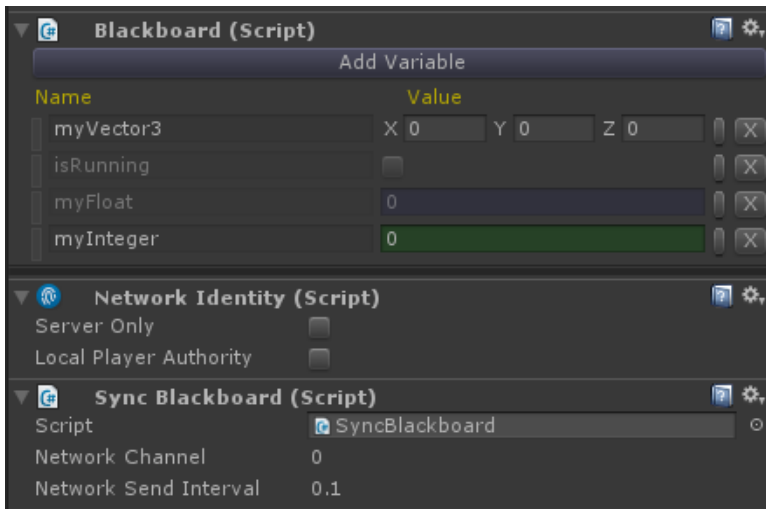 Blackboard (Script)
Add Variable
Name Value
myVector3 X 0 Y 0 Z 0 X
isRunning X
myFloat 0 X
myInteger 0 X
Network Identity (Script)
Server Only
Local Player Authority
Sync Blackboard (Script)
Script SyncBlackboard
Network Channel 0
Network Send Interval 0.1